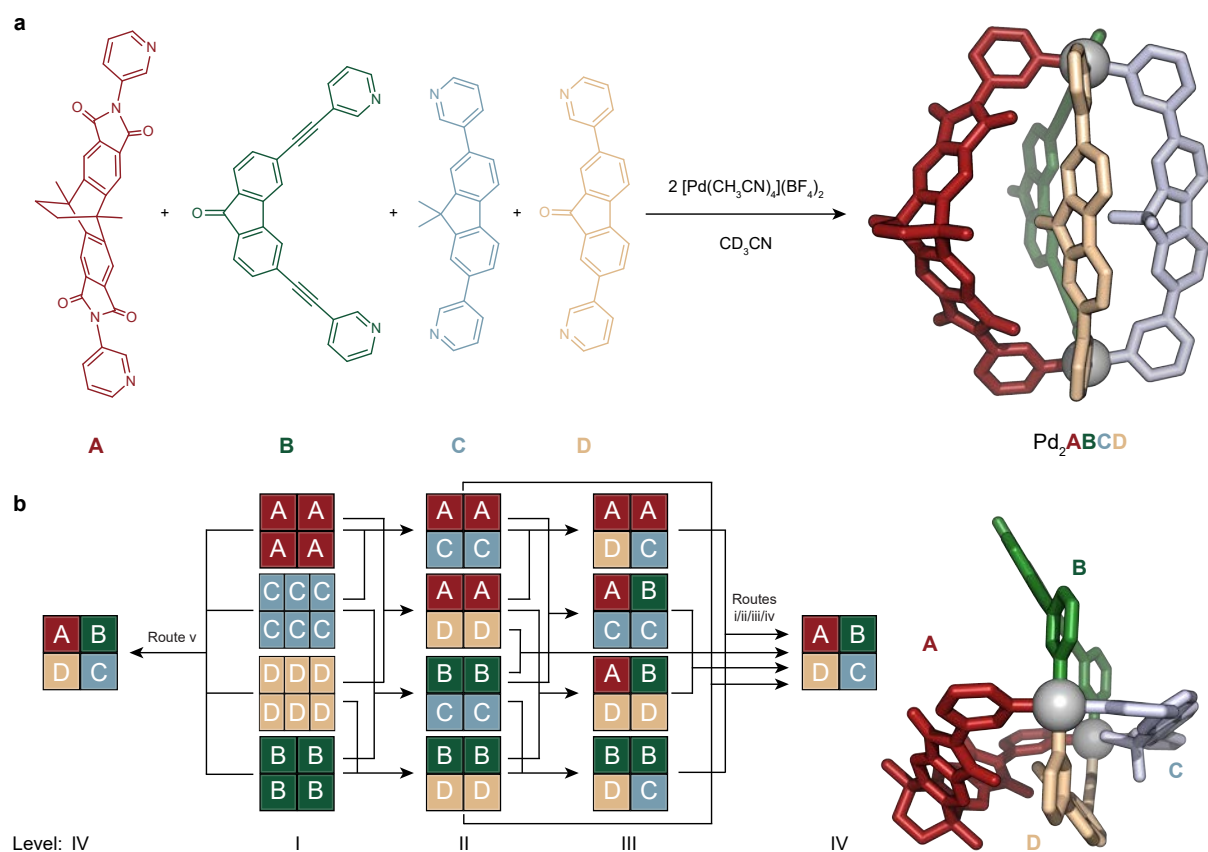 a
N
O
N
O
O
N
O
N
+
O
N
N
+
N
N
+
O
N
N
2 [Pd(CH₃CN)₄](BF₄)₂
CD₃CN
A
B
C
D
Pd₂ABCD
b
A A
A A
C C C
C C C
D D D
D D D
B B
B B
A A
C C
A A
D D
B B
C C
B B
D D
A A
D C
A B
C C
A B
D D
B B
D C
A B
D C
Route v
Routes
i/ii/iii/iv
A B
D C
B
A
C
D
Level: IV
I
II
III
IV